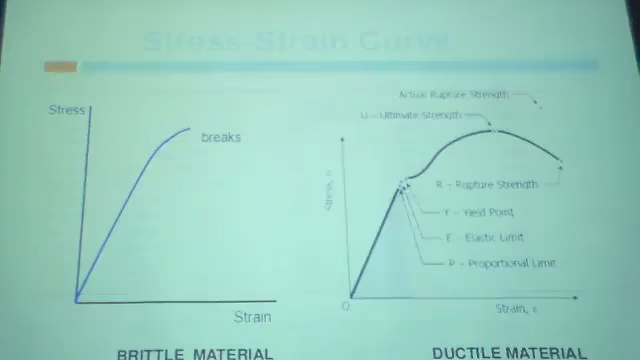 Stress-Strain Curve
Stress
breaks
Strain
BRITTLE MATERIAL
Actual Rupture Strength
U - Ultimate Strength
R - Rupture Strength
Y - Yield Point
E - Elastic Limit
P - Proportional Limit
Stress, σ
O
Strain, ε
DUCTILE MATERIAL